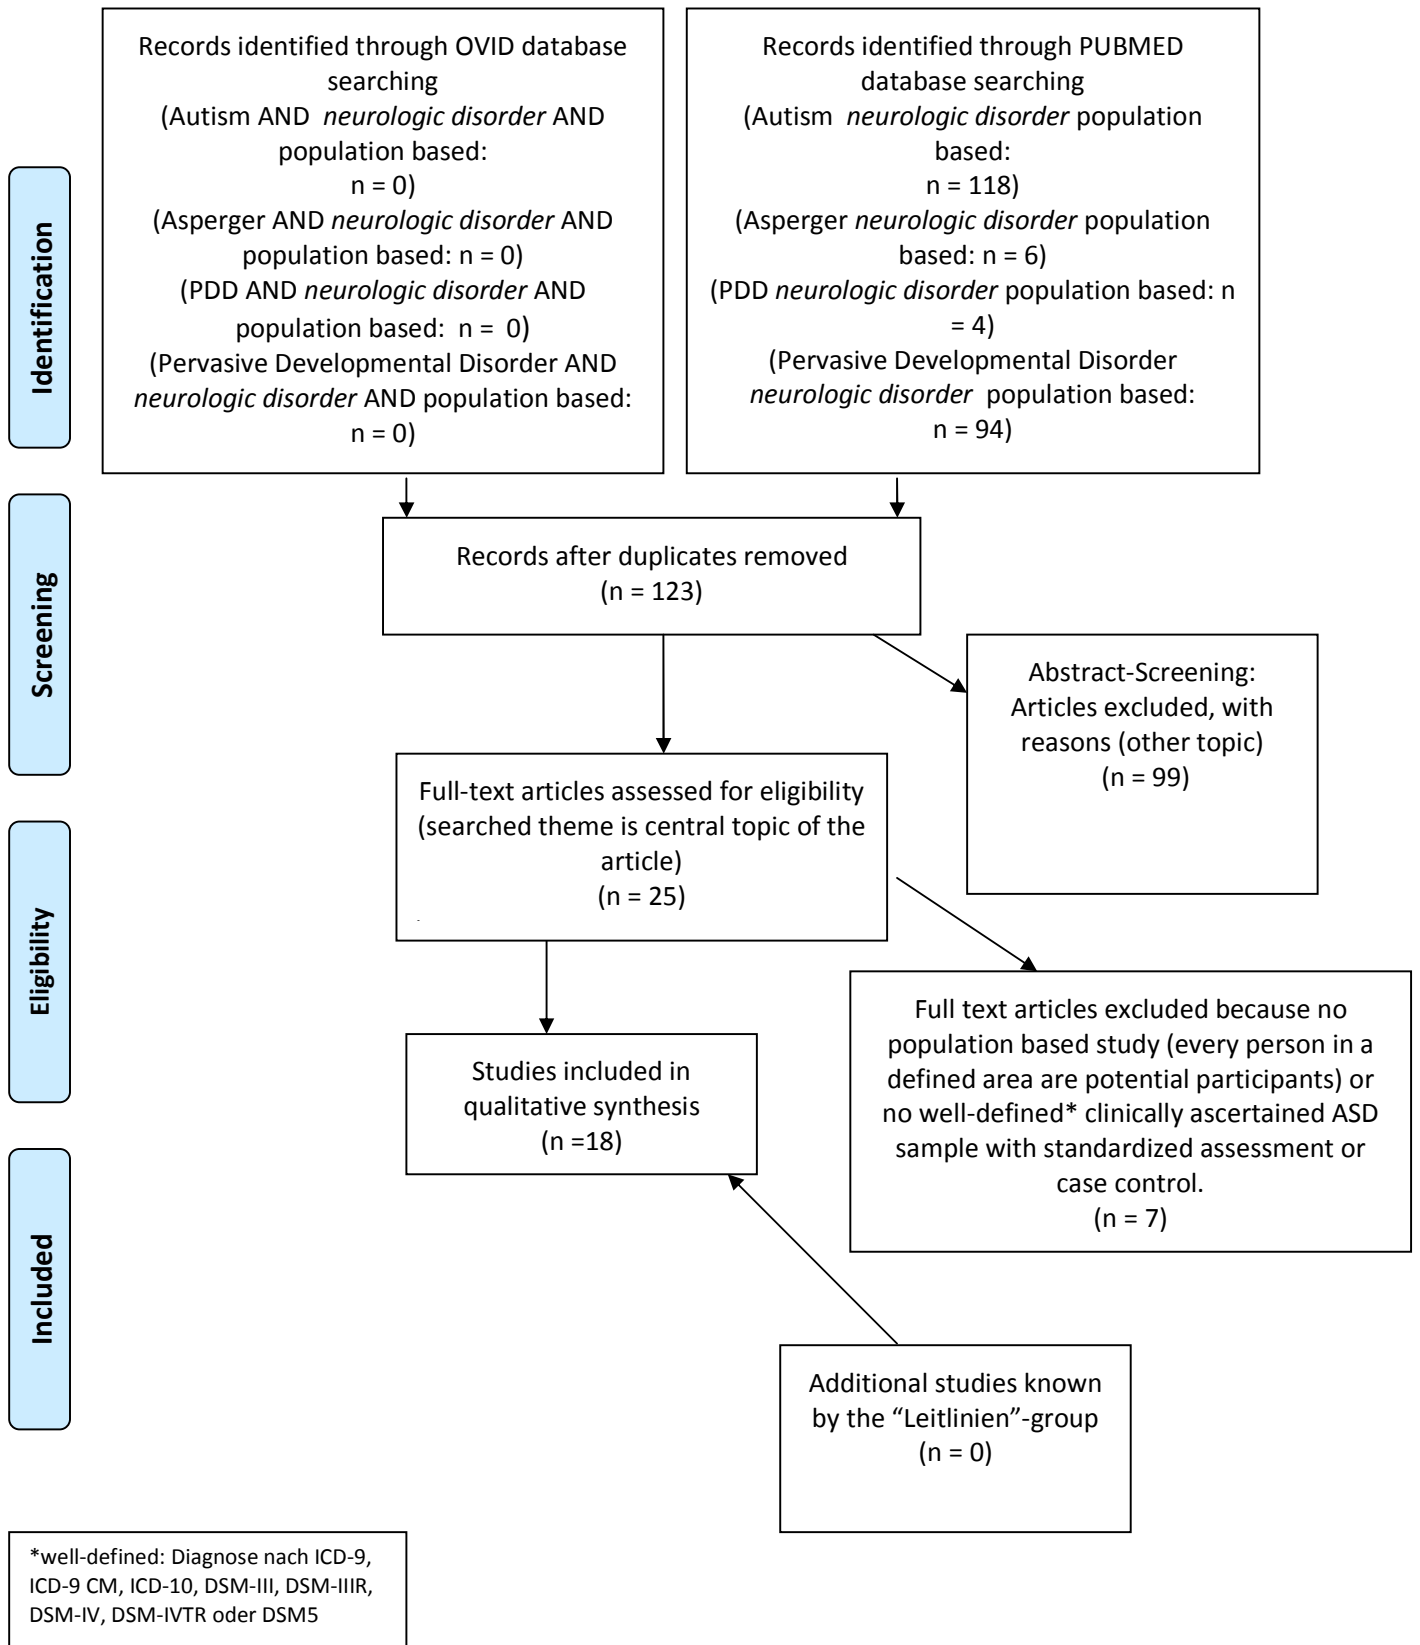 Records identified through OVID database
searching
(Autism AND neurologic disorder AND
population based:
n = 0)
(Asperger AND neurologic disorder AND
population based: n = 0)
(PDD AND neurologic disorder AND
population based: n = 0)
(Pervasive Developmental Disorder AND
neurologic disorder AND population based:
n = 0)
Records identified through PUBMED
database searching
(Autism neurologic disorder population
based:
n = 118)
(Asperger neurologic disorder population
based: n = 6)
(PDD neurologic disorder population based: n
= 4)
(Pervasive Developmental Disorder
neurologic disorder population based:
n = 94)
Identification
Records after duplicates removed
(n = 123)
Screening
Abstract-Screening:
Articles excluded, with
reasons (other topic)
(n = 99)
Full-text articles assessed for eligibility
(searched theme is central topic of the
article)
(n = 25)
Eligibility
Full text articles excluded because no
population based study (every person in a
defined area are potential participants) or
no well-defined* clinically ascertained ASD
sample with standardized assessment or
case control.
(n = 7)
Studies included in
qualitative synthesis
(n =18)
Included
Additional studies known
by the “Leitlinien”-group
(n = 0)
*well-defined: Diagnose nach ICD-9,
ICD-9 CM, ICD-10, DSM-III, DSM-IIIR,
DSM-IV, DSM-IVTR oder DSM5